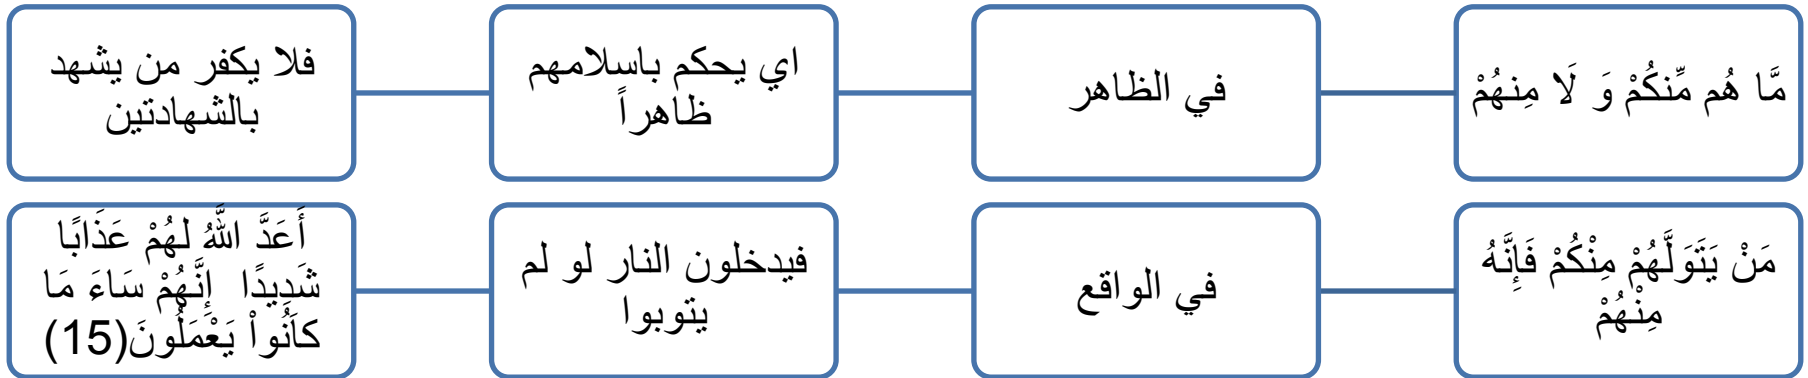 مَّا هُم مِّنكُمْ وَ لَا مِنهُمْ
في الظاهر
اي يحكم باسلامهم
ظاهراً
فلا يكفر من يشهد
بالشهادتين
مَنْ يَتَوَلَّهُمْ مِنْكُمْ فَإِنَّهُ
مِنْهُمْ
في الواقع
فيدخلون النار لو لم
يتوبوا
أَعَدَّ اللَّهُ لَهُمْ عَذَابًا
شَدِيدًا إِنَّهُمْ سَاءَ مَا
كاَنُواْ يَعْمَلُونَ(15)